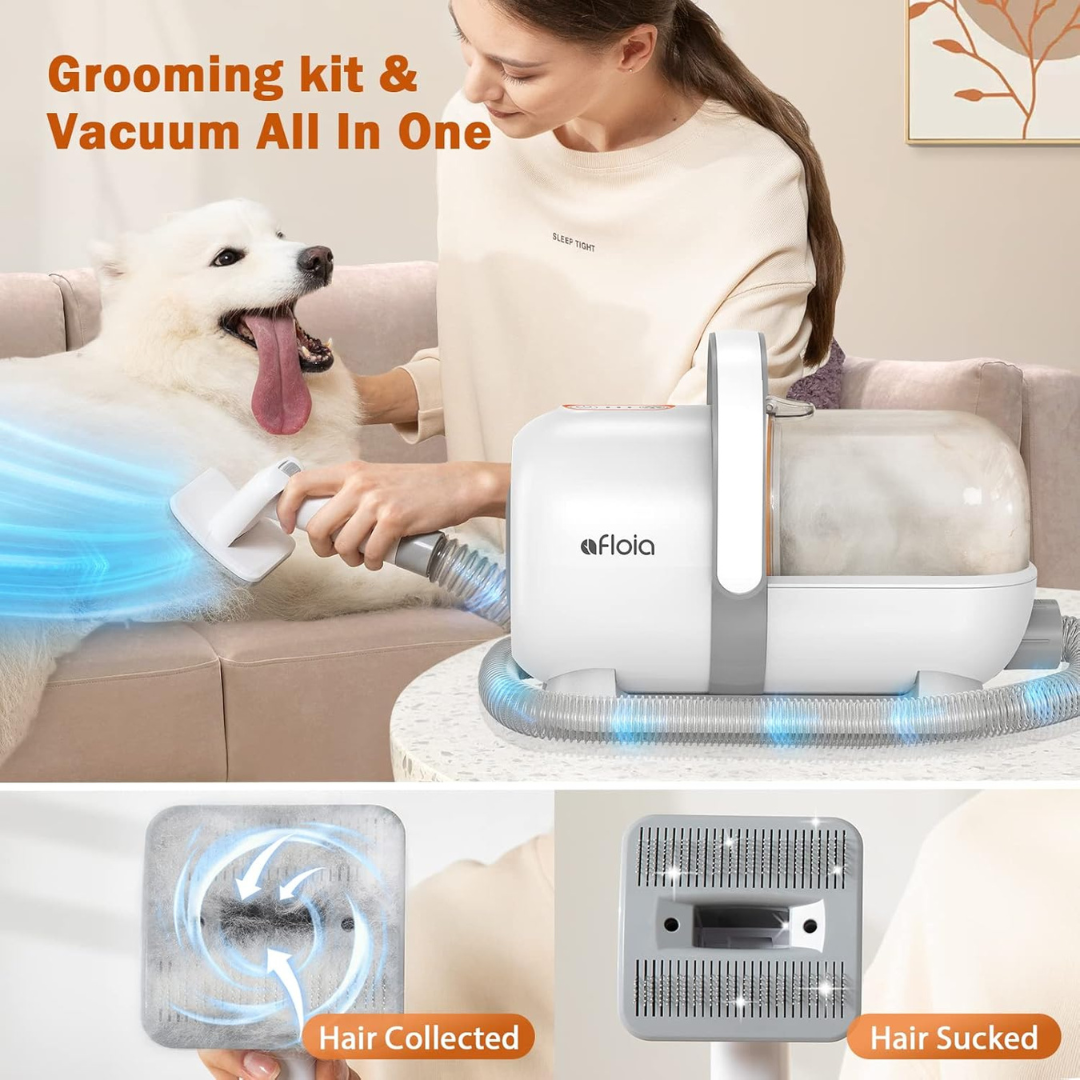 Grooming kit &
Vacuum All In One
SLEEP TIGHT
afloia
Hair Collected
Hair Sucked